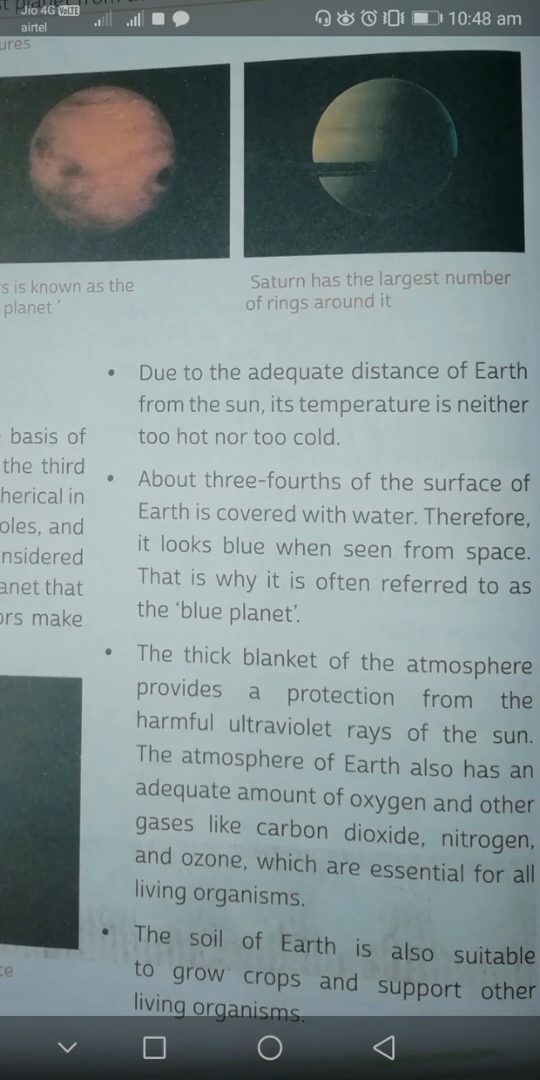 Jio 4G VoLTE
airtel
10:48 am
ures
s is known as the
planet '
Saturn has the largest number
of rings around it
basis of
the third
herical in
oles, and
nsidered
anet that
ors make
ce
• Due to the adequate distance of Earth
from the sun, its temperature is neither
too hot nor too cold.
• About three-fourths of the surface of
Earth is covered with water. Therefore,
it looks blue when seen from space.
That is why it is often referred to as
the 'blue planet'.
• The thick blanket of the atmosphere
provides a protection from the
harmful ultraviolet rays of the sun.
The atmosphere of Earth also has an
adequate amount of oxygen and other
gases like carbon dioxide, nitrogen,
and ozone, which are essential for all
living organisms.
• The soil of Earth is also suitable
to grow crops and support other
living organisms.